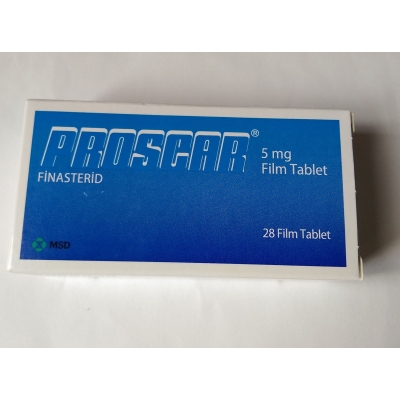 PROSCAR®
5 mg
Film Tablet
FİNASTERİD
28 Film Tablet
MSD